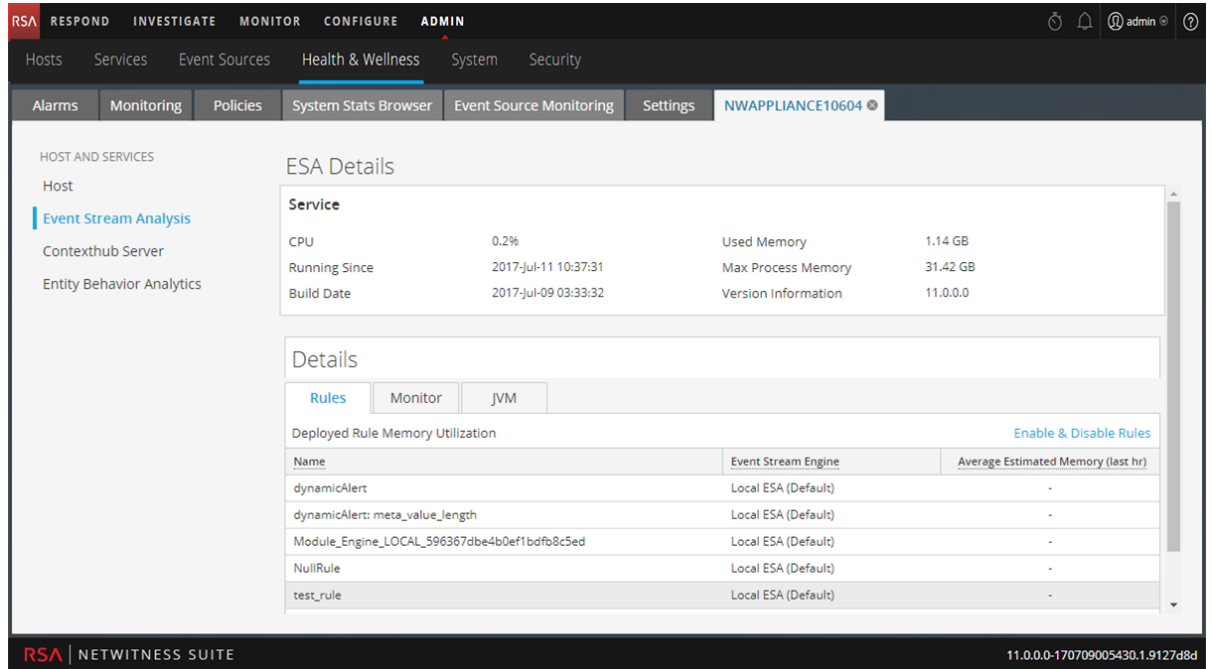 RSA RESPOND INVESTIGATE MONITOR CONFIGURE ADMIN admin ?
Hosts Services Event Sources Health & Wellness System Security
Alarms Monitoring Policies System Stats Browser Event Source Monitoring Settings NWAPPLIANCE10604
HOST AND SERVICES
Host
Event Stream Analysis
Contexthub Server
Entity Behavior Analytics
ESA Details
Service
CPU 0.2% Used Memory 1.14 GB
Running Since 2017-Jul-11 10:37:31 Max Process Memory 31.42 GB
Build Date 2017-Jul-09 03:33:32 Version Information 11.0.0.0
Details
Rules Monitor JVM
Deployed Rule Memory Utilization Enable & Disable Rules
Name Event Stream Engine Average Estimated Memory (last hr)
dynamicAlert Local ESA (Default) -
dynamicAlert: meta_value_length Local ESA (Default) -
Module_Engine_LOCAL_596367dbe4b0ef1bdfb8c5ed Local ESA (Default) -
NullRule Local ESA (Default) -
test_rule Local ESA (Default) -
RSA | NETWITNESS SUITE 11.0.0.0-170709005430.1.9127d8d